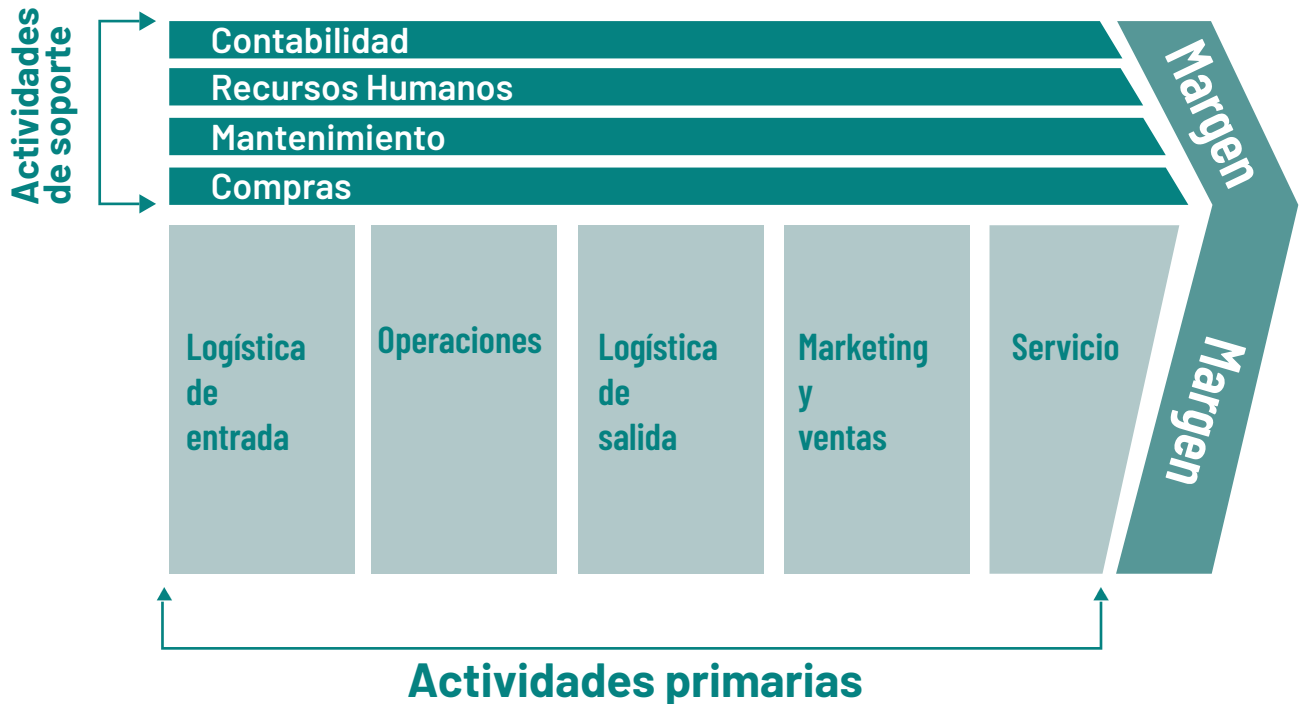 Actividades
de soporte
Contabilidad
Recursos Humanos
Mantenimiento
Compras
Margen
Logística
de
entrada
Operaciones
Logística
de
salida
Marketing
y
ventas
Servicio
Margen
Actividades primarias